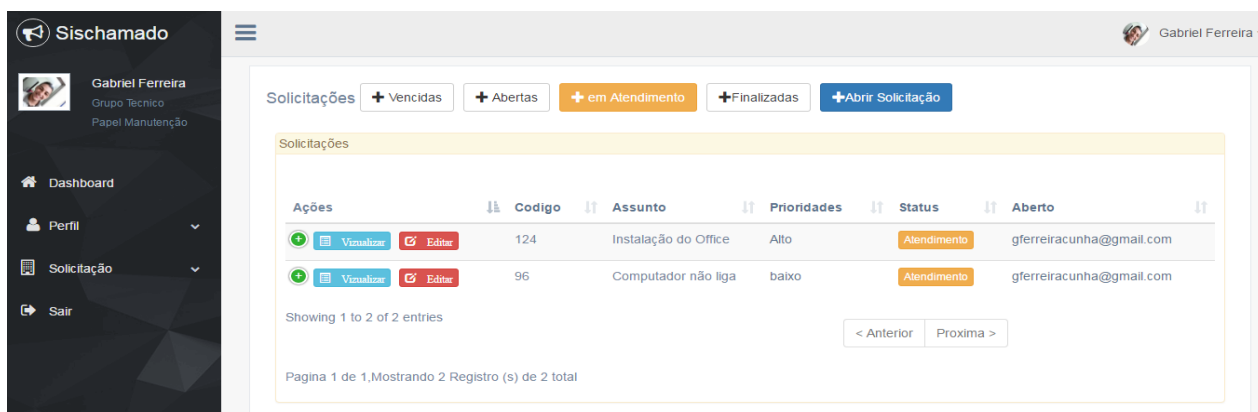 Sischamado
Gabriel Ferreira
Gabriel Ferreira
Grupo Tecnico
Papel Manutenção
Dashboard
Perfil
Solicitação
Sair
Solicitações Vencidas Abertas em Atendimento Finalizadas Abrir Solicitação
Solicitações
Ações Codigo Assunto Prioridades Status Aberto
Vizualizar Editar 124 Instalação do Office Alto Atendimento gferreiracunha@gmail.com
Vizualizar Editar 96 Computador não liga baixo Atendimento gferreiracunha@gmail.com
Showing 1 to 2 of 2 entries
< Anterior Proxima >
Pagina 1 de 1,Mostrando 2 Registro (s) de 2 total